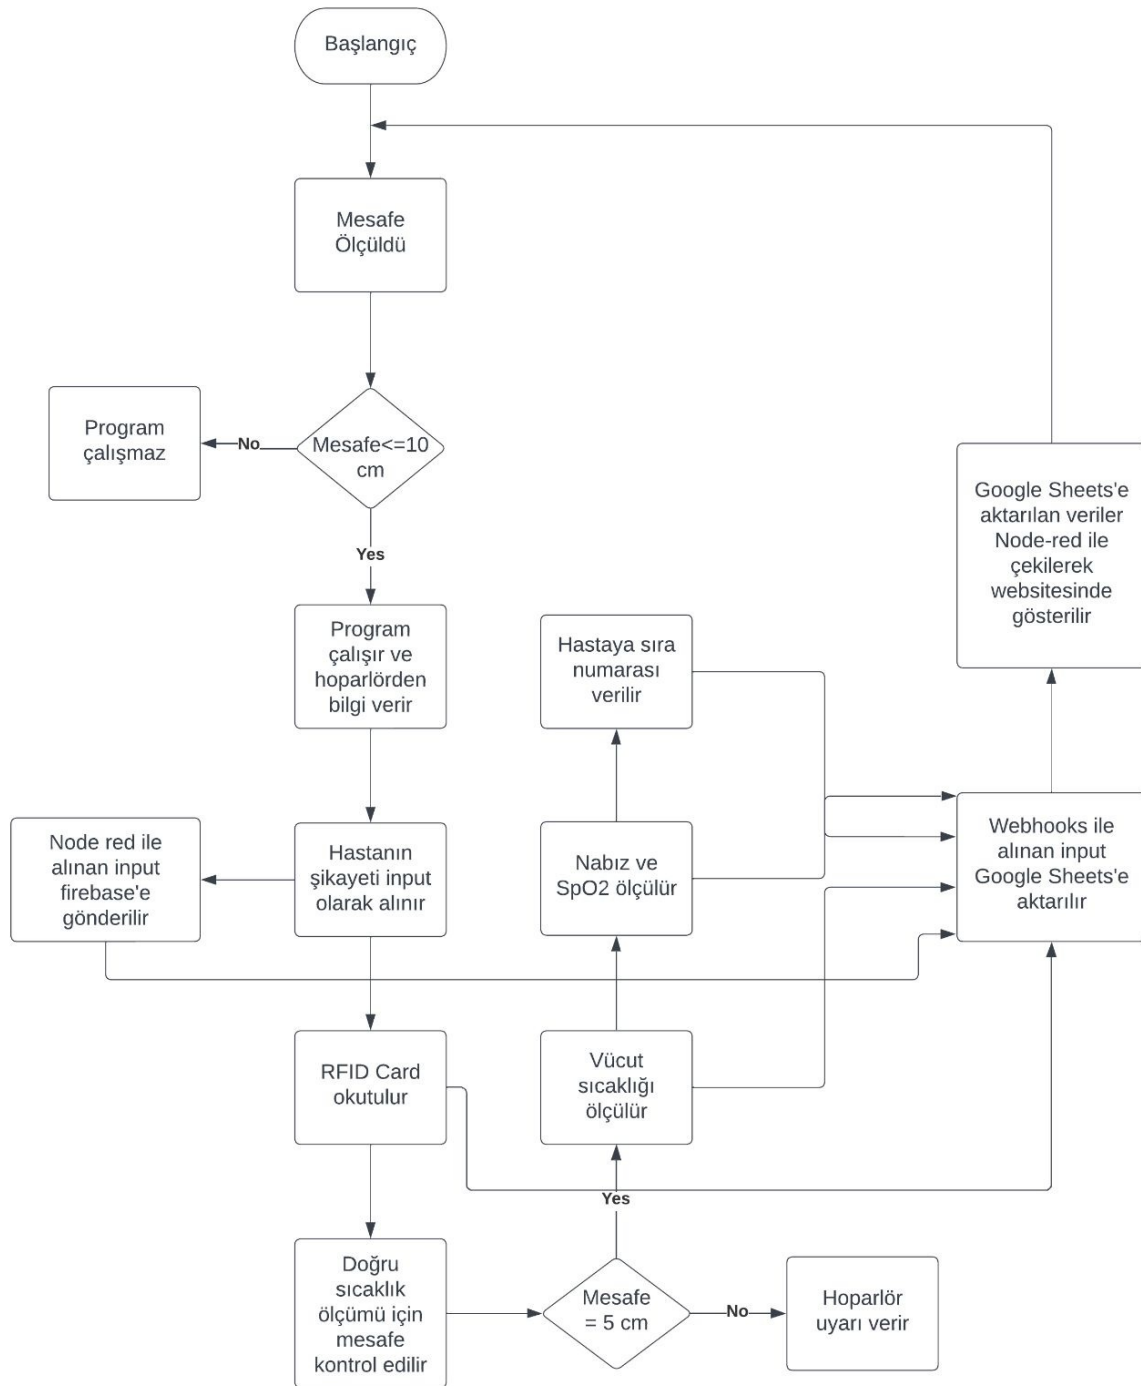 Başlangıç
Mesafe
Ölçüldü
Mesafe<=10
cm
No
Program
çalışmaz
Yes
Program
çalışır ve
hoparlörden
bilgi verir
Hastanın
şikayeti input
olarak alınır
Node red ile
alınan input
firebase'e
gönderilir
RFID Card
okutulur
Doğru
sıcaklık
ölçümü için
mesafe
kontrol edilir
Mesafe
= 5 cm
No
Hoparlör
uyarı verir
Yes
Vücut
sıcaklığı
ölçülür
Nabız ve
SpO2 ölçülür
Hastaya sıra
numarası
verilir
Webhooks ile
alınan input
Google Sheets'e
aktarılır
Google Sheets'e
aktarılan veriler
Node-red ile
çekilerek
websitesinde
gösterilir